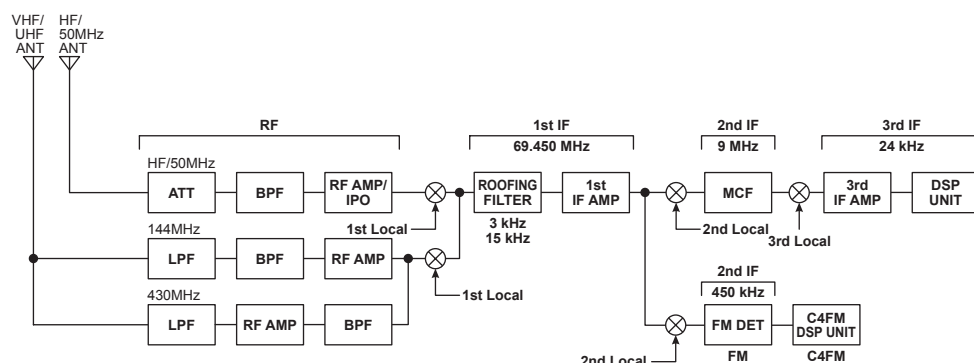 VHF/
UHF
ANT
HF/
50MHz
ANT
RF
1st IF
69.450 MHz
2nd IF
9 MHz
3rd IF
24 kHz
HF/50MHz
ATT
BPF
RF AMP/
IPO
1st Local
ROOFING
FILTER
3 kHz
15 kHz
1st
IF AMP
2nd Local
MCF
3rd Local
3rd
IF AMP
DSP
UNIT
144MHz
LPF
BPF
RF AMP
1st Local
430MHz
LPF
RF AMP
BPF
2nd Local
2nd IF
450 kHz
FM DET
FM
C4FM
DSP UNIT
C4FM